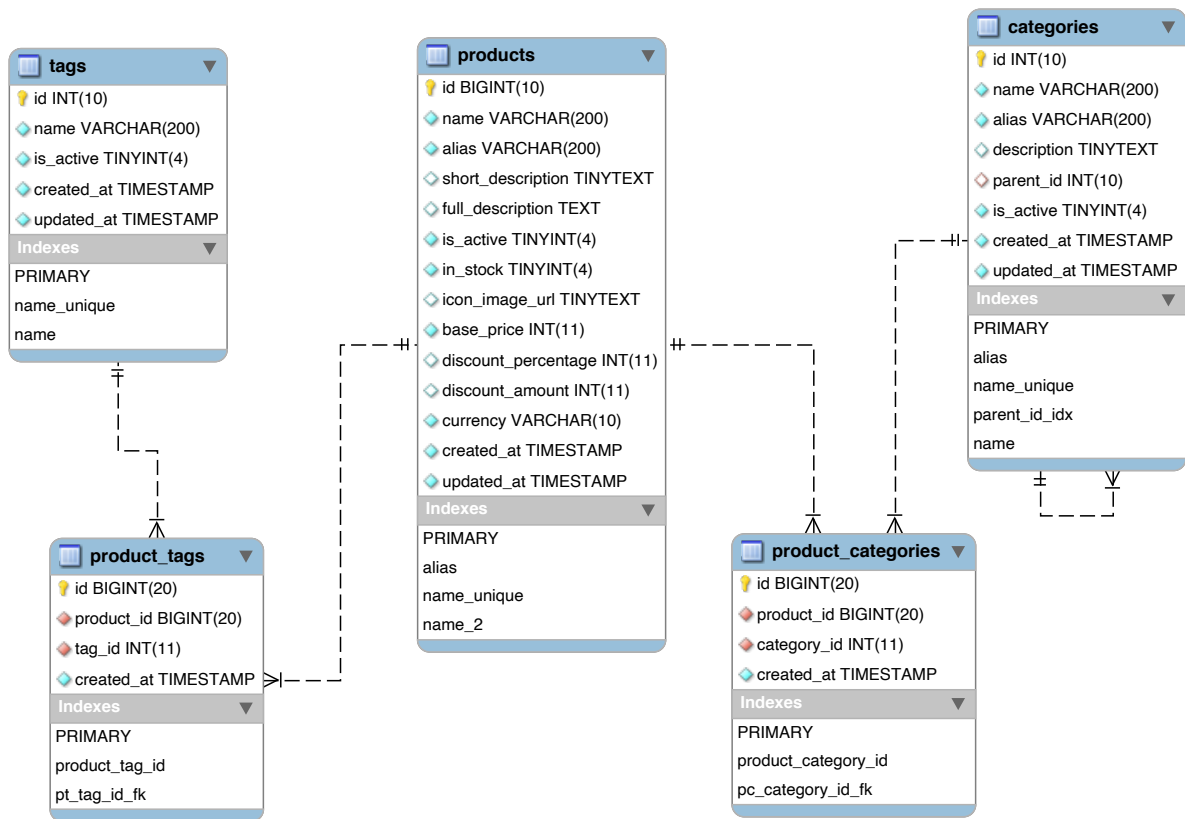 tags
id INT(10)
name VARCHAR(200)
is_active TINYINT(4)
created_at TIMESTAMP
updated_at TIMESTAMP
Indexes
PRIMARY
name_unique
name
products
id BIGINT(10)
name VARCHAR(200)
alias VARCHAR(200)
short_description TINYTEXT
full_description TEXT
is_active TINYINT(4)
in_stock TINYINT(4)
icon_image_url TINYTEXT
base_price INT(11)
discount_percentage INT(11)
discount_amount INT(11)
currency VARCHAR(10)
created_at TIMESTAMP
updated_at TIMESTAMP
Indexes
PRIMARY
alias
name_unique
name_2
categories
id INT(10)
name VARCHAR(200)
alias VARCHAR(200)
description TINYTEXT
parent_id INT(10)
is_active TINYINT(4)
created_at TIMESTAMP
updated_at TIMESTAMP
Indexes
PRIMARY
alias
name_unique
parent_id_idx
name
product_tags
id BIGINT(20)
product_id BIGINT(20)
tag_id INT(11)
created_at TIMESTAMP
Indexes
PRIMARY
product_tag_id
pt_tag_id_fk
product_categories
id BIGINT(20)
product_id BIGINT(20)
category_id INT(11)
created_at TIMESTAMP
Indexes
PRIMARY
product_category_id
pc_category_id_fk